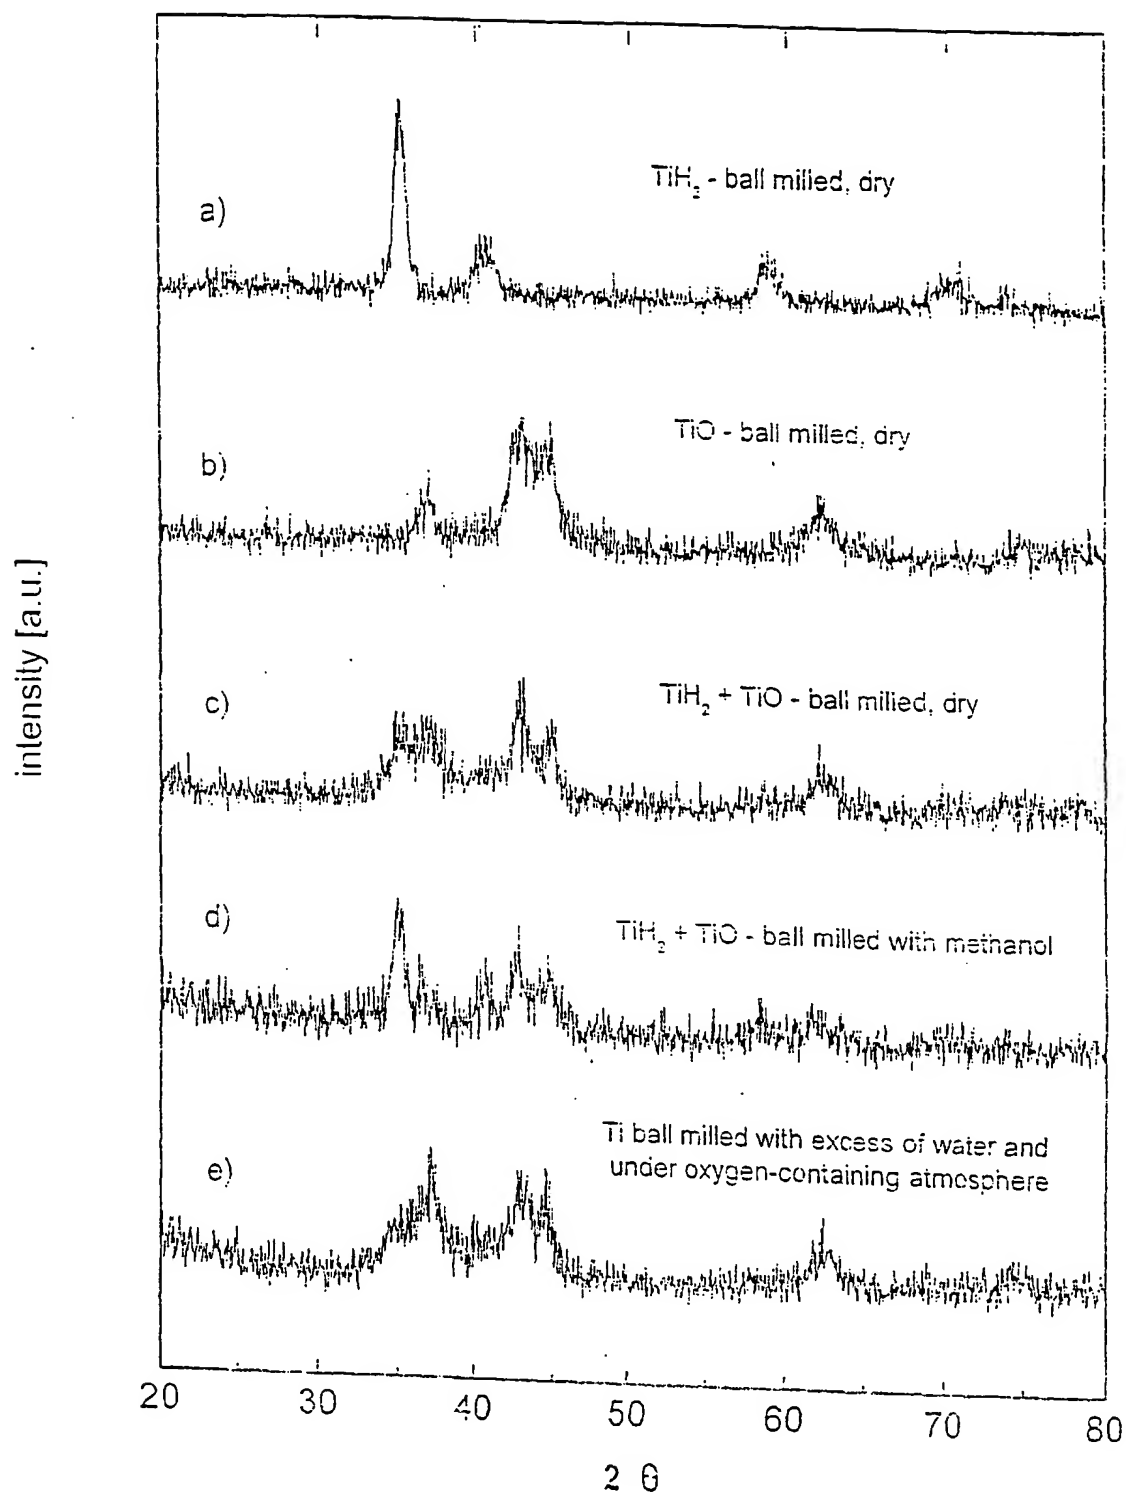 TiH₂ - ball milled, dry
a)
TiO - ball milled, dry
b)
intensity [a.u.]
TiH₂ + TiO - ball milled, dry
c)
TiH₂ + TiO - ball milled with methanol
d)
Ti ball milled with excess of water and
under oxygen-containing atmosphere
e)
20 30 40 50 60 70 80
2 θ